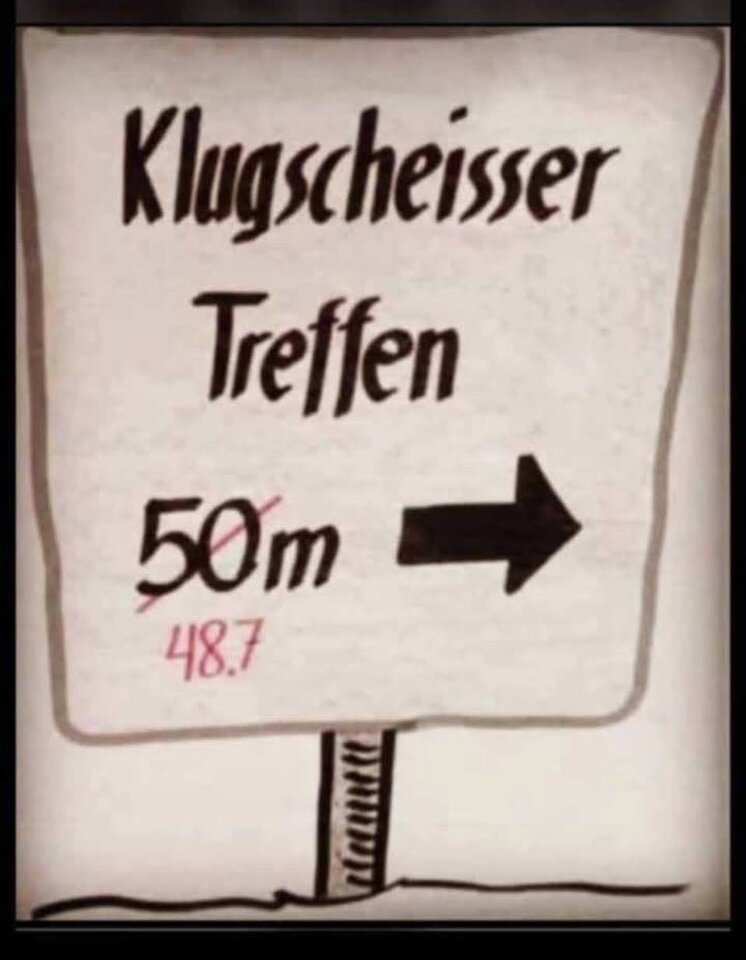 Klugscheisser
Treffen
50m
48.7